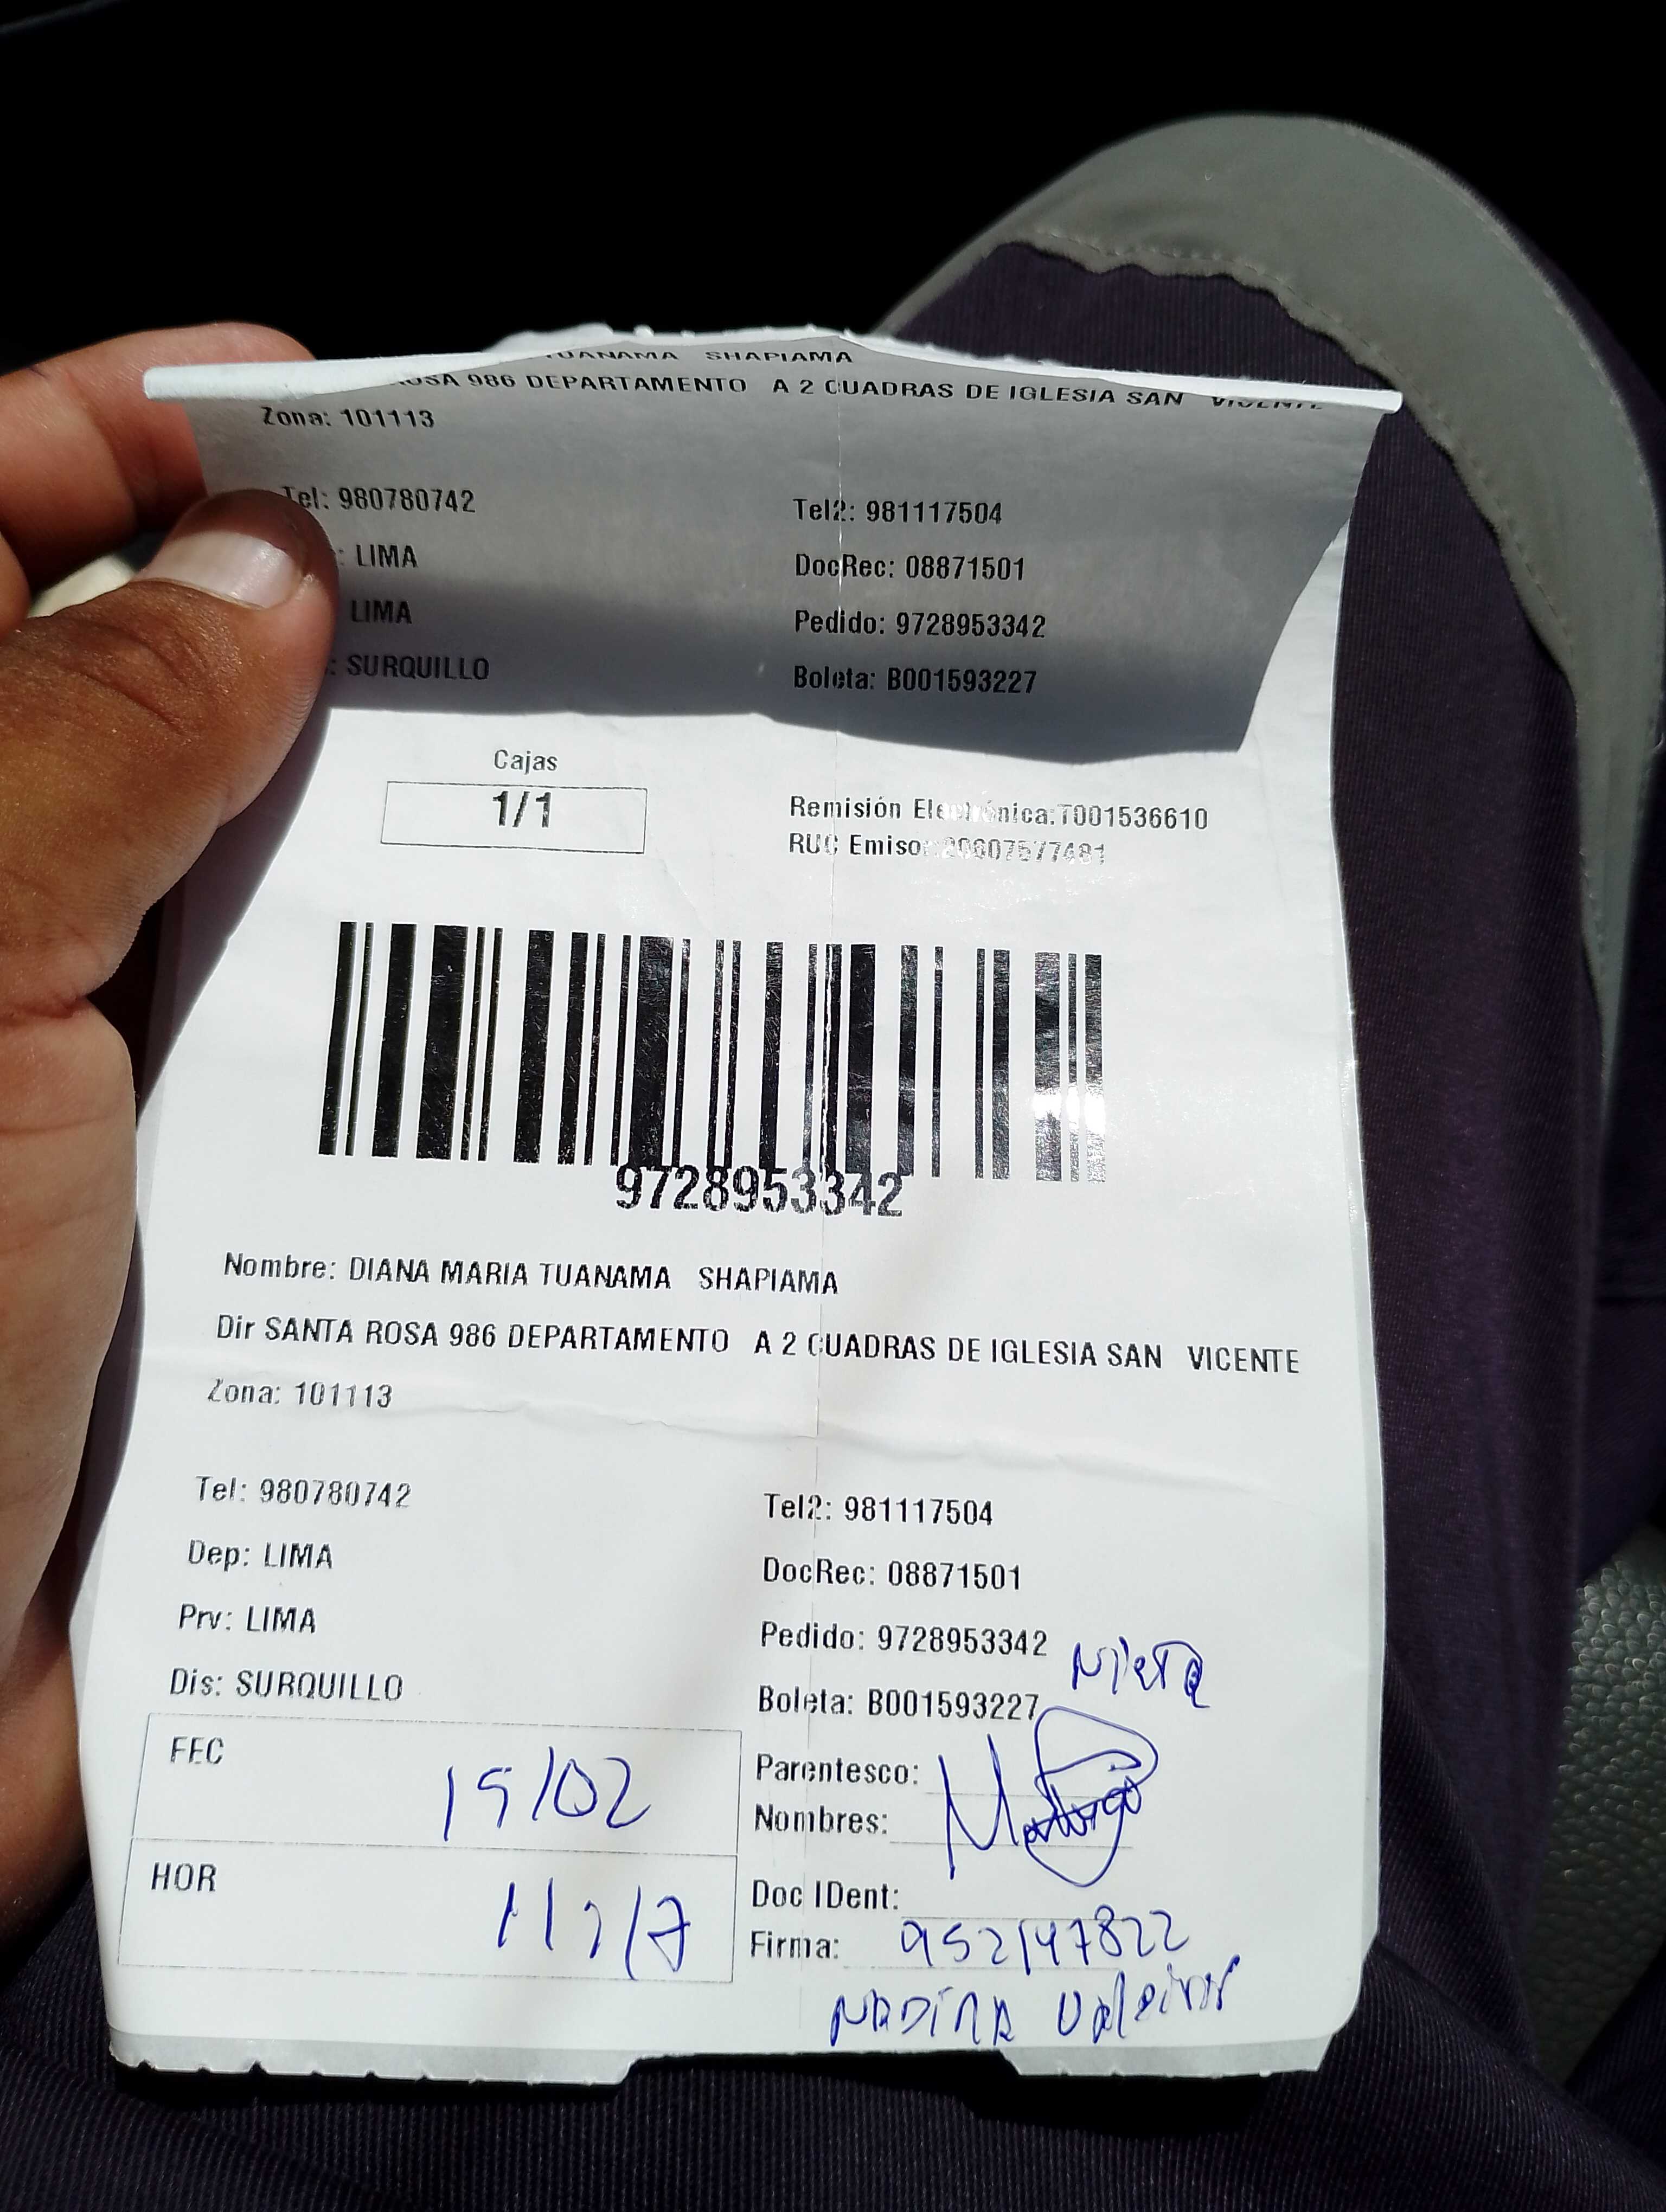 TUANAMA SHAPIAMA
ROSA 986 DEPARTAMENTO A 2 CUADRAS DE IGLESIA SAN VICENTE
Zona: 101113
Tel: 980780742 Tel2: 981117504
: LIMA DocRec: 08871501
LIMA Pedido: 9728953342
: SURQUILLO Boleta: B001593227
Cajas
1/1
Remisión Electrónica:T001536610
RUC Emisor:20607577481
9728953342
Nombre: DIANA MARIA TUANAMA SHAPIAMA
Dir SANTA ROSA 986 DEPARTAMENTO A 2 CUADRAS DE IGLESIA SAN VICENTE
Zona: 101113
Tel: 980780742 Tel2: 981117504
Dep: LIMA DocRec: 08871501
Prv: LIMA Pedido: 9728953342
Dis: SURQUILLO Boleta: B001593227
NieTa
FEC Parentesco:
Nombres:
HOR Doc IDent:
Firma: 952147822
NADINA